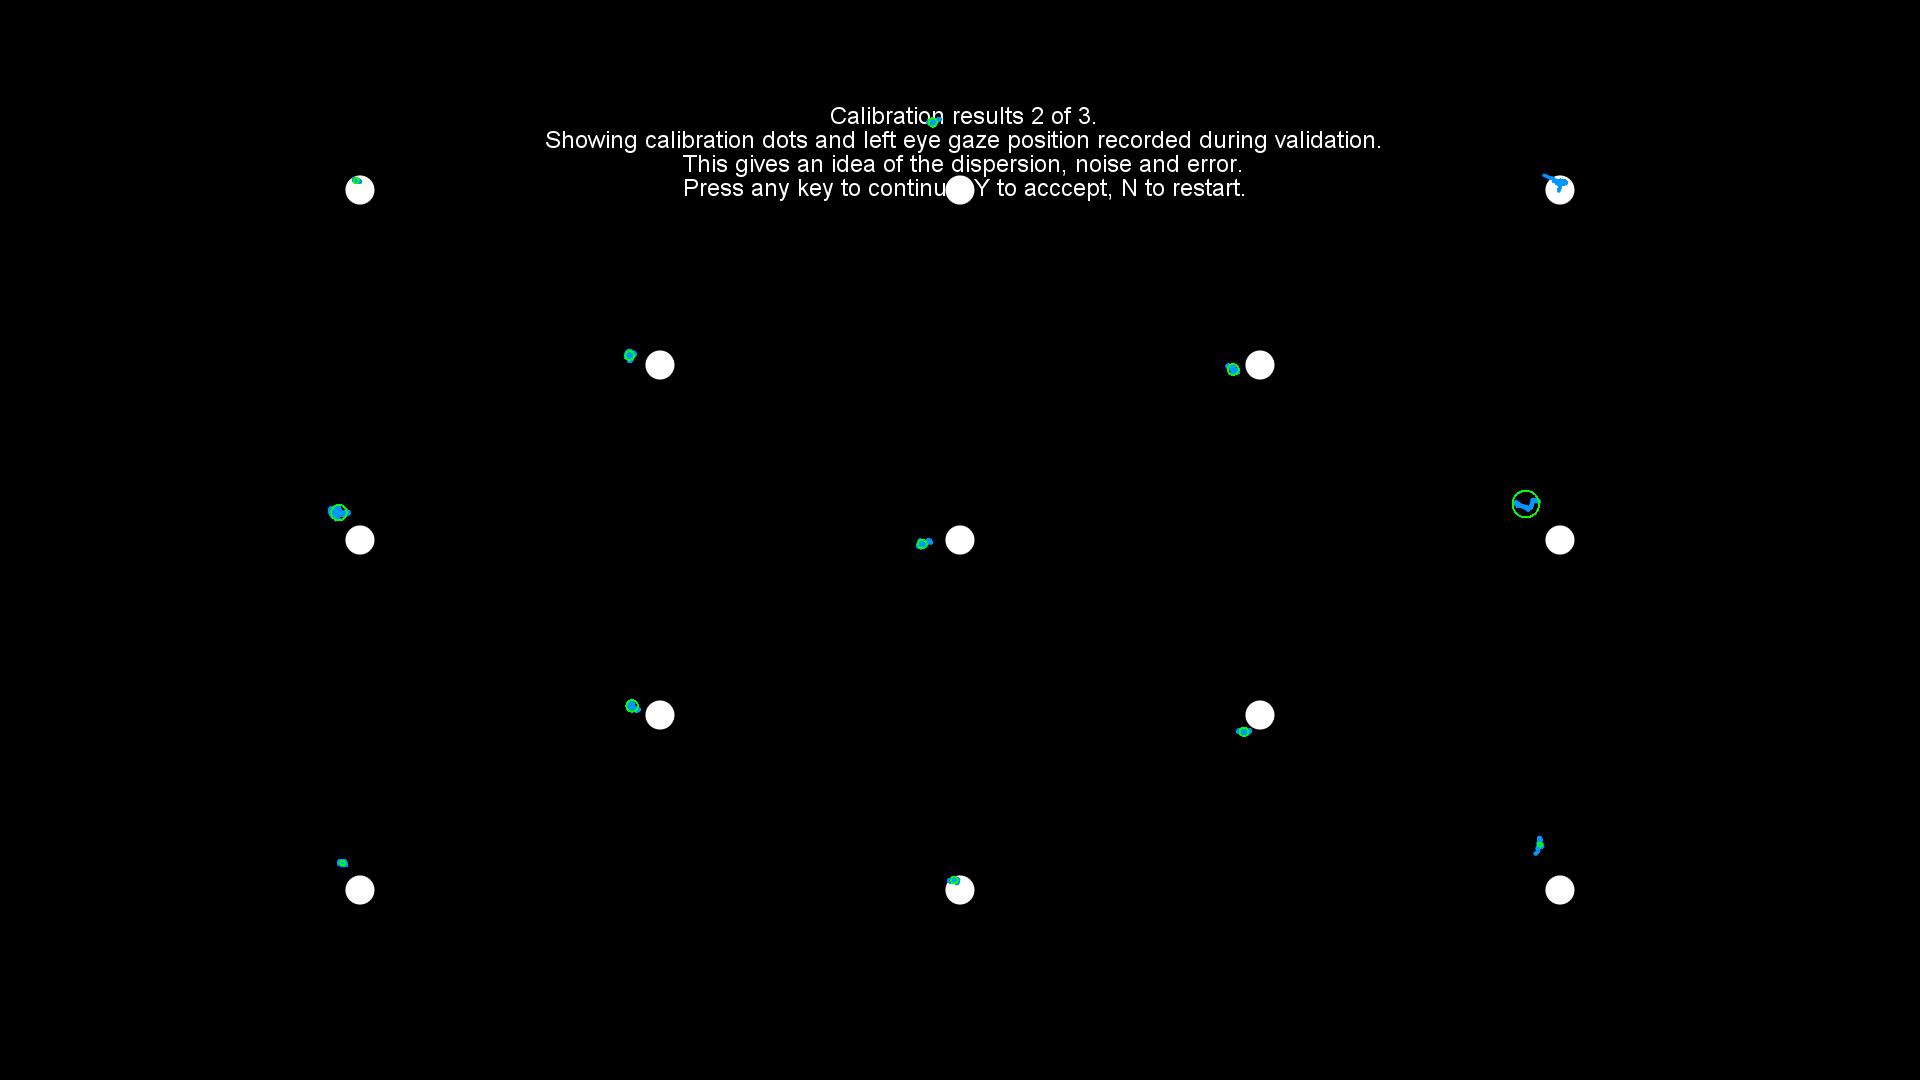 Calibration results 2 of 3.
Showing calibration dots and left eye gaze position recorded during validation.
This gives an idea of the dispersion, noise and error.
Press any key to continu Y to acccept, N to restart.